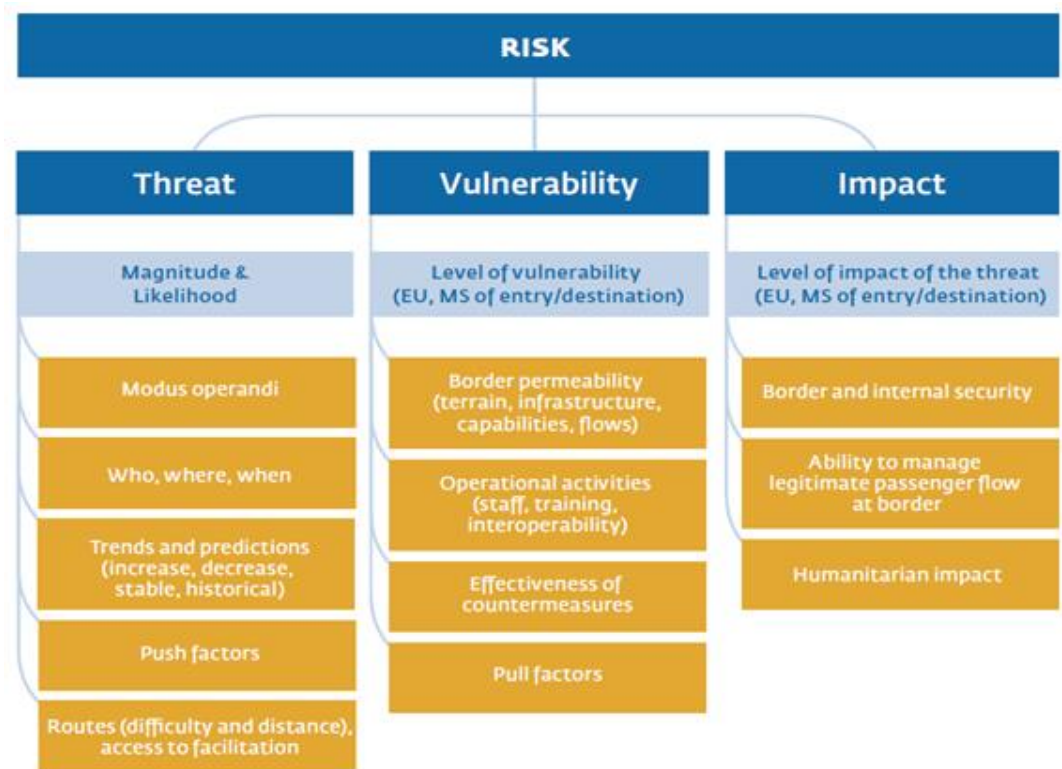 RISK
Threat
Magnitude &
Likelihood
Modus operandi
Who, where, when
Trends and predictions
(increase, decrease,
stable, historical)
Push factors
Routes (difficulty and distance),
access to facilitation
Vulnerability
Level of vulnerability
(EU, MS of entry/destination)
Border permeability
(terrain, infrastructure,
capabilities, flows)
Operational activities
(staff, training,
interoperability)
Effectiveness of
countermeasures
Pull factors
Impact
Level of impact of the threat
(EU, MS of entry/destination)
Border and internal security
Ability to manage
legitimate passenger flow
at border
Humanitarian impact